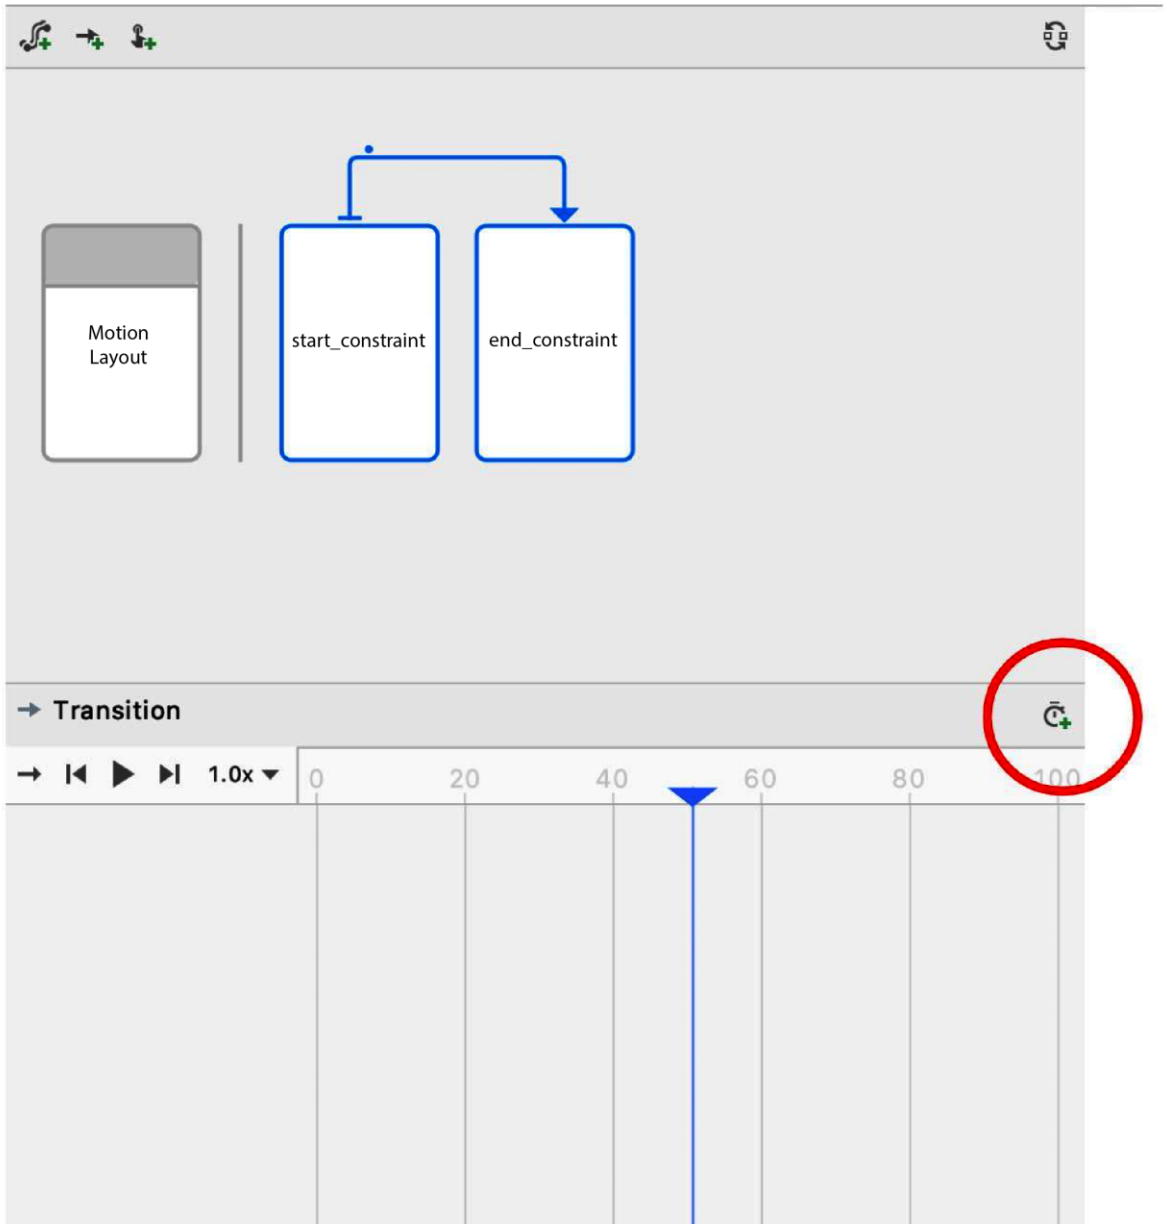 Motion
Layout
start_constraint
end_constraint
Transition
1.0x
0 20 40 60 80 100